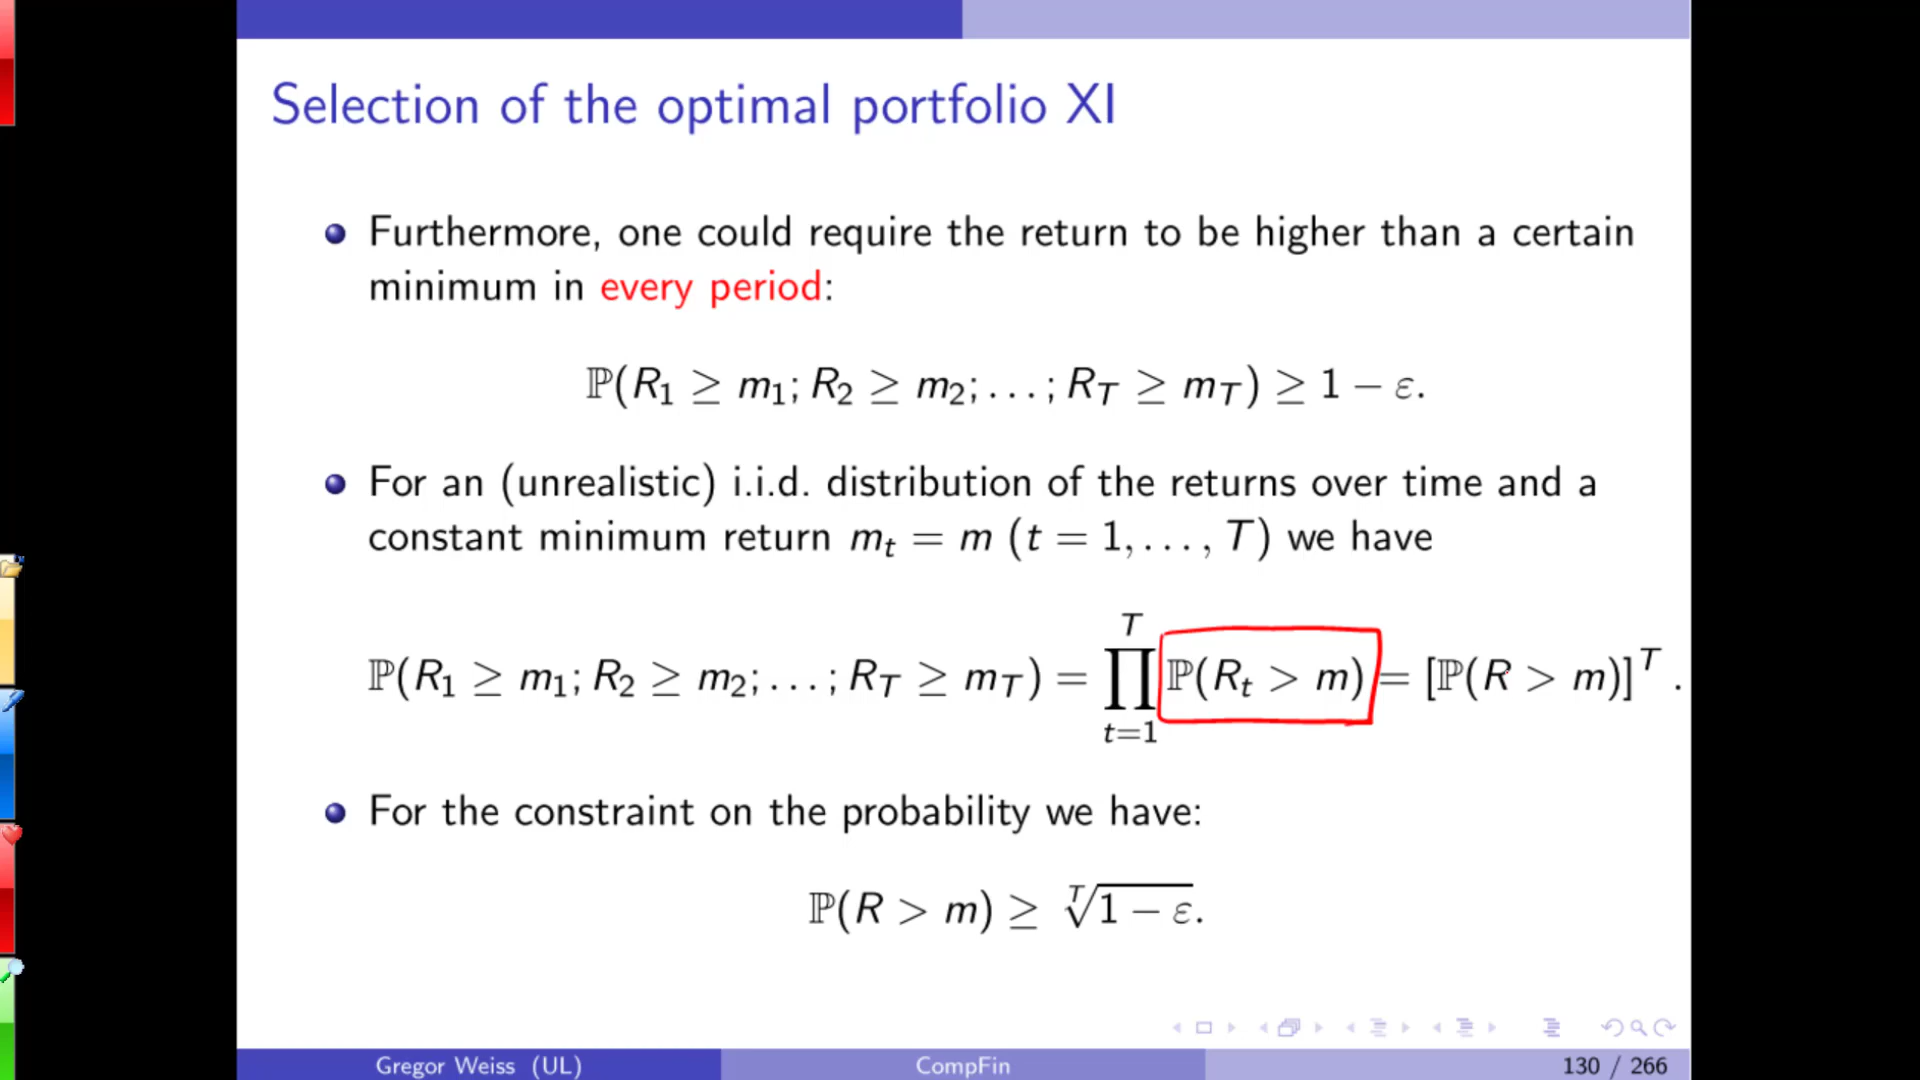 Selection of the optimal portfolio XI
Furthermore, one could require the return to be higher than a certain
minimum in every period:
ℙ(R₁ ≥ m₁; R₂ ≥ m₂; . . . ; R_T ≥ m_T) ≥ 1 − ε.
For an (unrealistic) i.i.d. distribution of the returns over time and a
constant minimum return m_t = m (t = 1, . . . , T) we have
ℙ(R₁ ≥ m₁; R₂ ≥ m₂; . . . ; R_T ≥ m_T) = ∏_{t=1}^{T} ℙ(R_t > m) = [ℙ(R > m)]^T .
For the constraint on the probability we have:
ℙ(R > m) ≥ \sqrt[T]{1 − ε}.
Gregor Weiss (UL) CompFin 130 / 266